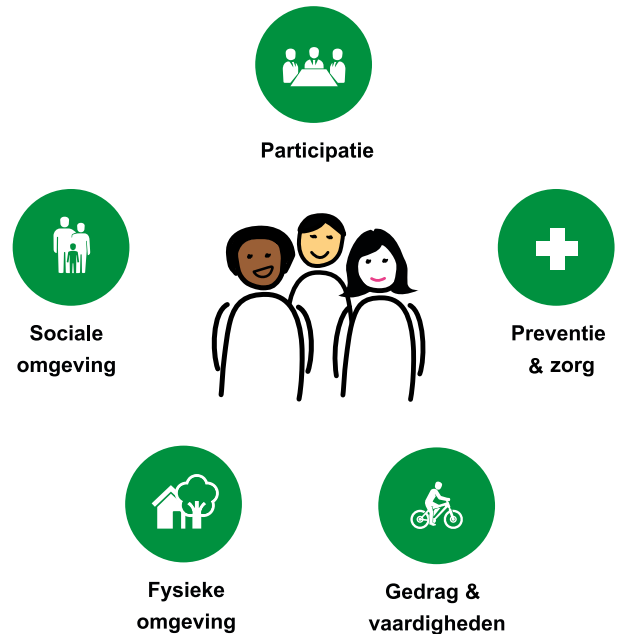 Participatie
Sociale
omgeving
Preventie
& zorg
Fysieke
omgeving
Gedrag &
vaardigheden